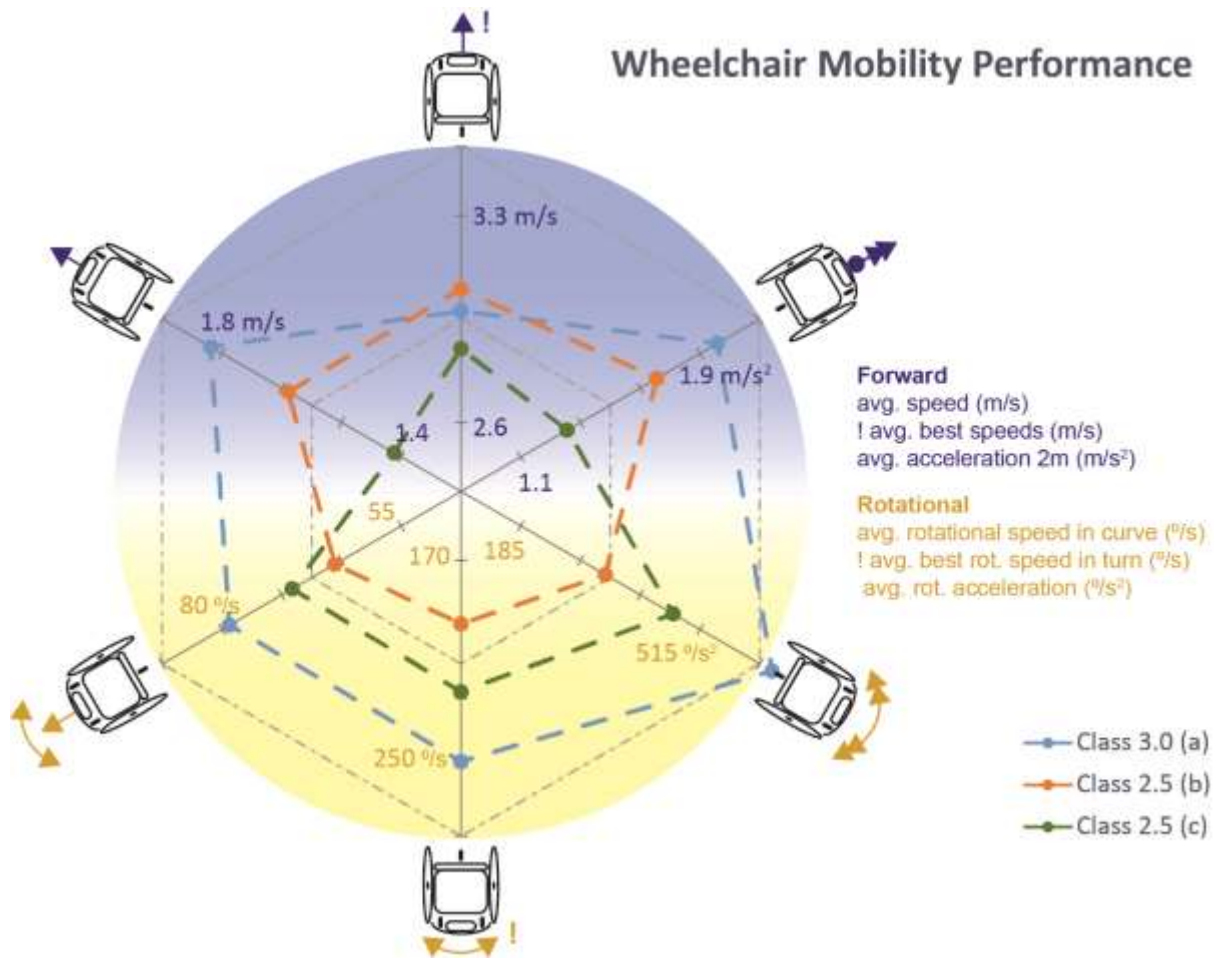 !
Wheelchair Mobility Performance
3.3 m/s
1.8 m/s
1.9 m/s²
1.4
2.6
1.1
Forward
avg. speed (m/s)
! avg. best speeds (m/s)
avg. acceleration 2m (m/s²)
Rotational
avg. rotational speed in curve (º/s)
! avg. best rot. speed in turn (º/s)
avg. rot. acceleration (º/s²)
55
170
185
80 º/s
515 º/s²
250 º/s
Class 3.0 (a)
Class 2.5 (b)
Class 2.5 (c)
!